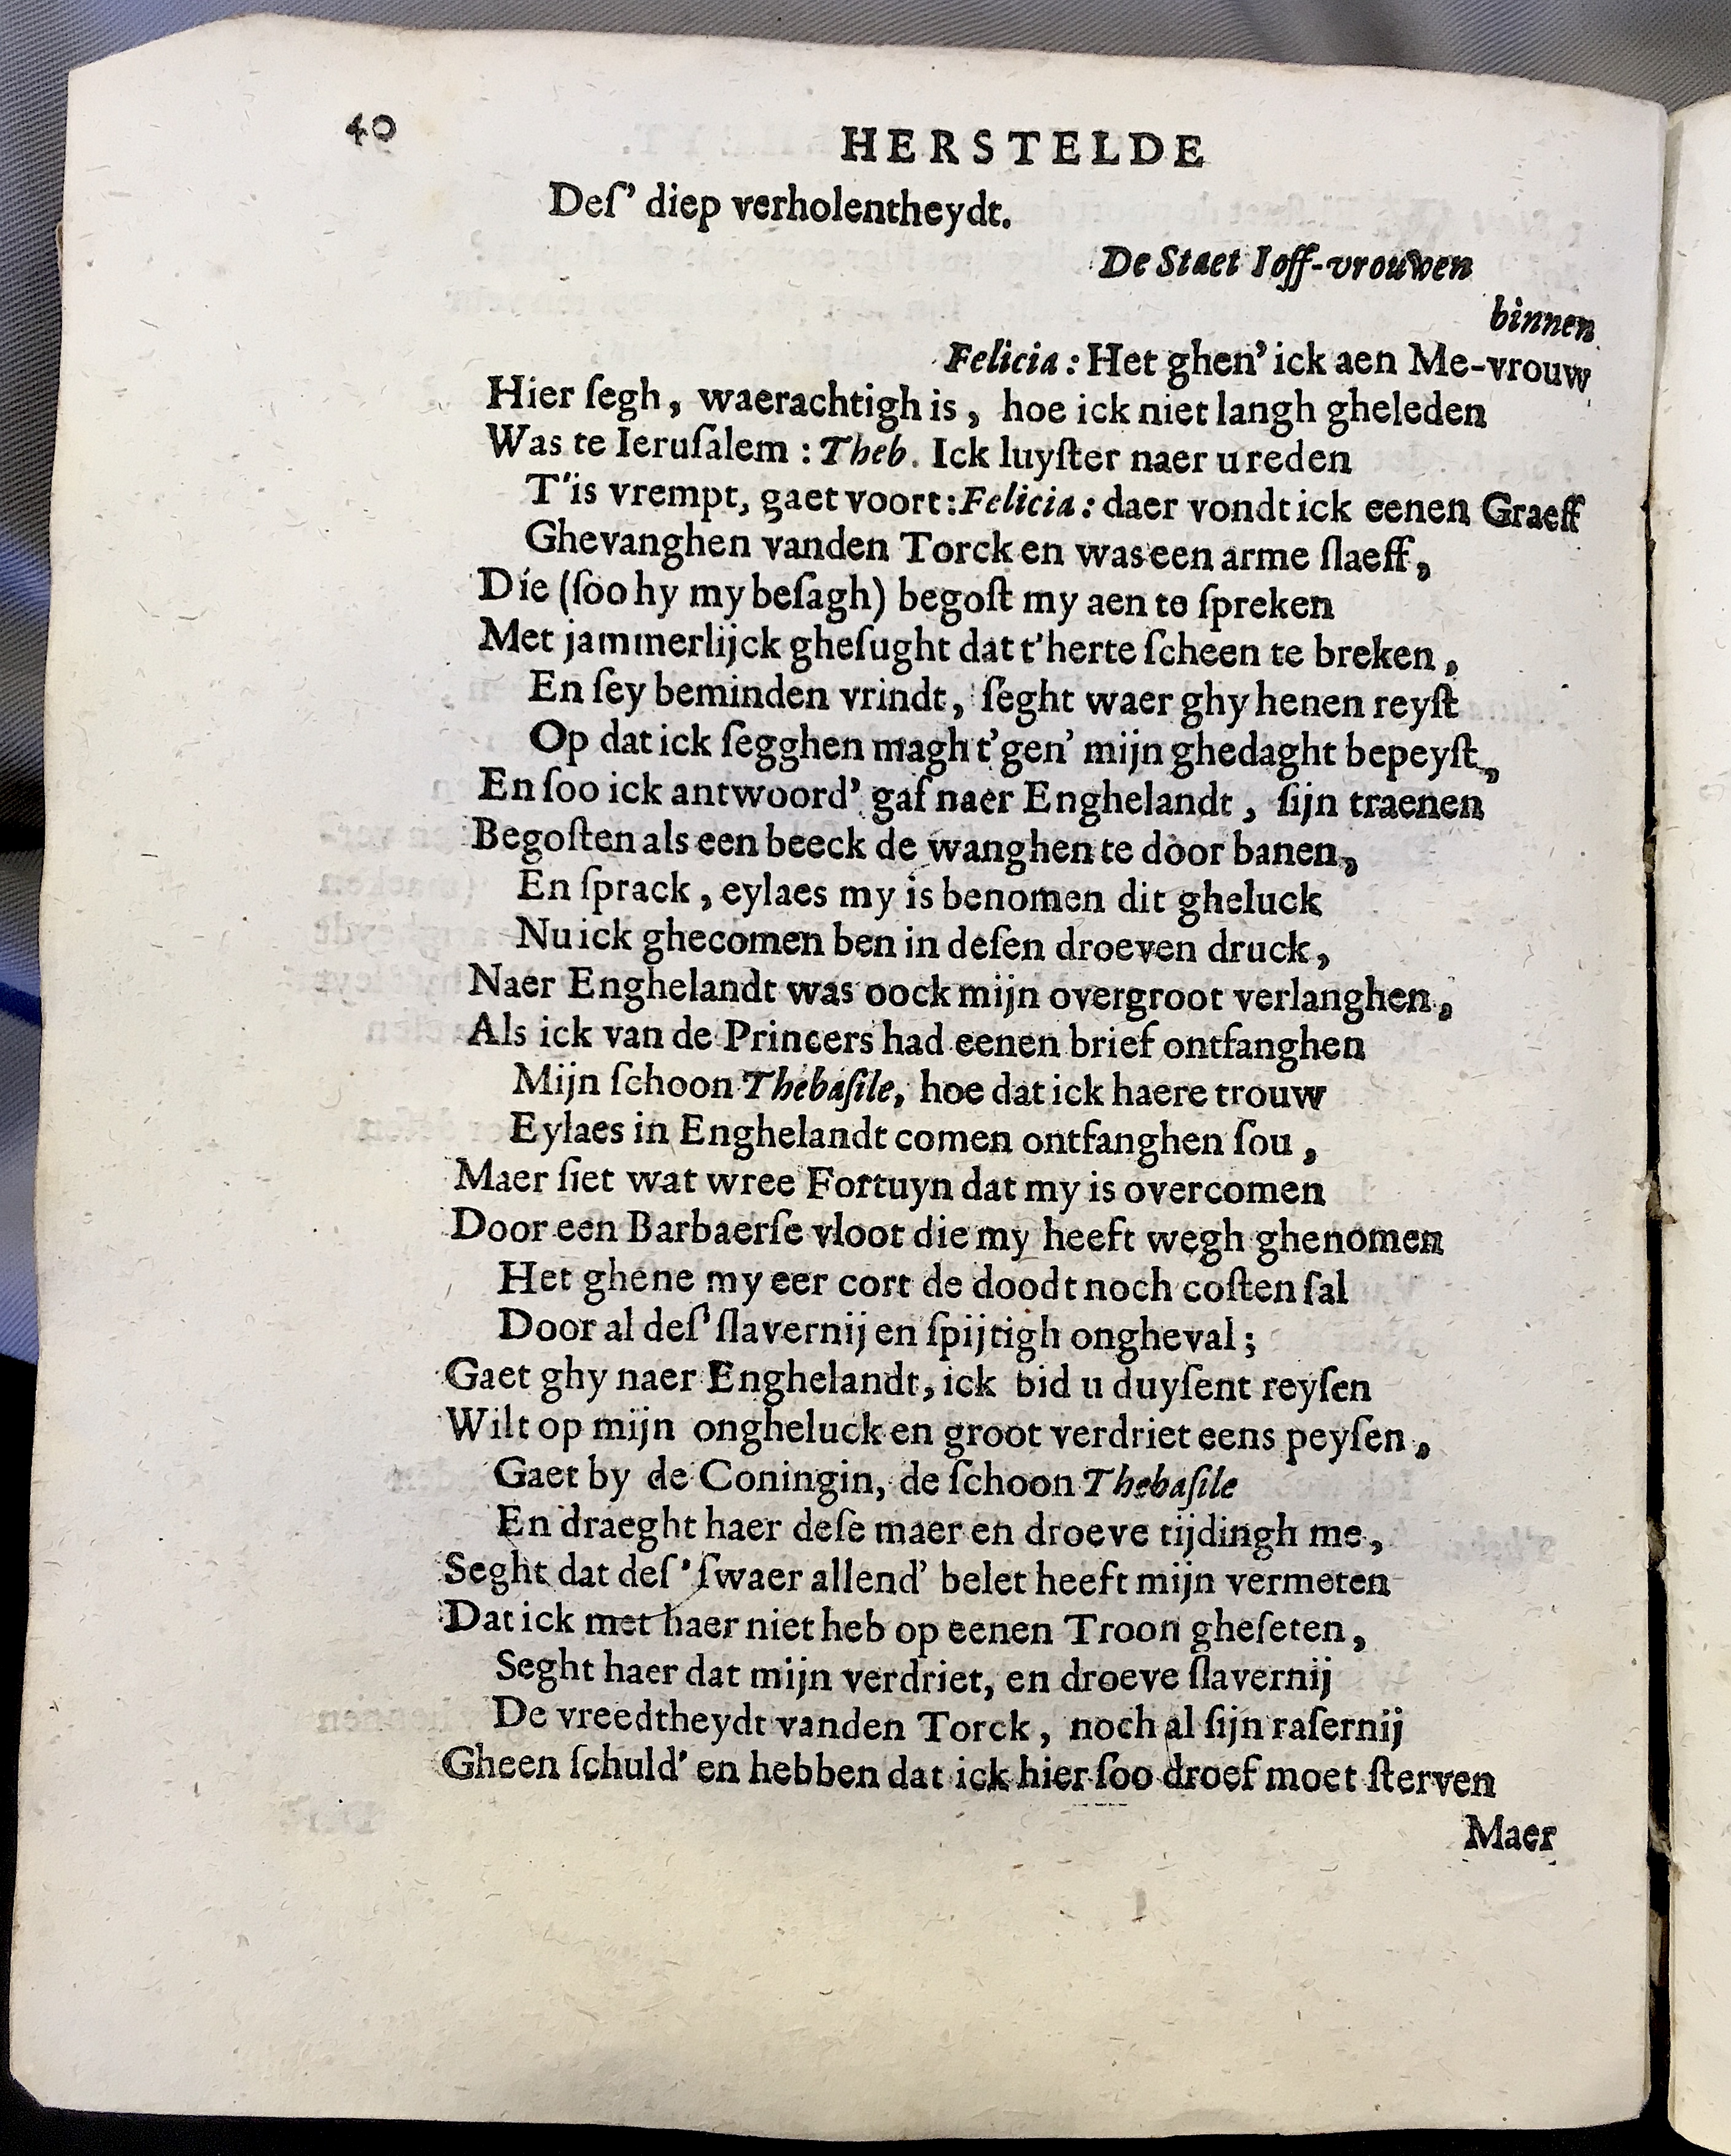 40
HERSTELDE
Deſ' diep verholentheydt.
De Staet Ioff-vrouwen
binnen
Felicia: Het ghen' ick aen Me-vrouw
Hier ſegh, waerachtigh is, hoe ick niet langh gheleden
Was te Ieruſalem: Theb. Ick luyſter naer u reden
T'is vrempt, gaet voort: Felicia: daer vondt ick eenen Graeff
Ghevanghen vanden Torck en was een arme ſlaeff,
Die (ſoo hy my beſagh) begoſt my aen te ſpreken
Met jammerlijck gheſught dat t'herte ſcheen te breken,
En ſey beminden vrindt, ſeght waer ghy henen reyſt
Op dat ick ſegghen magh t'gen' mijn ghedaght bepeyſt,
En ſoo ick antwoord' gaf naer Enghelandt, ſijn traenen
Begoſten als een beeck de wanghen te door banen,
En ſprack, eylaes my is benomen dit gheluck
Nu ick ghecomen ben in deſen droeven druck,
Naer Enghelandt was oock mijn overgroot verlanghen,
Als ick van de Princers had eenen brief ontfanghen
Mijn ſchoon Thebaſile, hoe dat ick haere trouw
Eylaes in Enghelandt comen ontfanghen ſou,
Maer ſiet wat wree Fortuyn dat my is overcomen
Door een Barbaerſe vloot die my heeft wegh ghenomen
Het ghene my eer cort de doodt noch coſten ſal
Door al deſ' ſlavernij en ſpijtigh ongheval;
Gaet ghy naer Enghelandt, ick bid u duyſent reyſen
Wilt op mijn ongheluck en groot verdriet eens peyſen,
Gaet by de Coningin, de ſchoon Thebaſile
En draeght haer deſe maer en droeve tijdingh me,
Seght dat deſ' ſwaer allend' belet heeft mijn vermeten
Dat ick met haer niet heb op eenen Troon gheſeten,
Seght haer dat mijn verdriet, en droeve ſlavernij
De vreedtheydt vanden Torck, noch al ſijn raſernij
Gheen ſchuld' en hebben dat ick hier ſoo droef moet ſterven
Maer